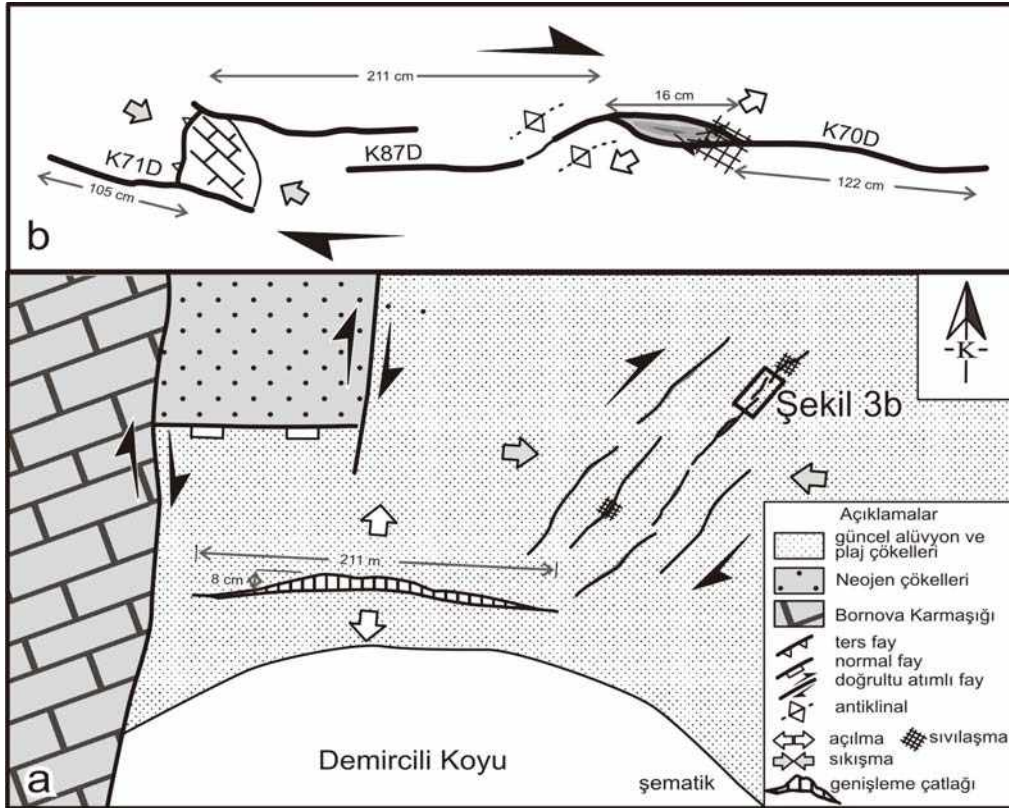 211 cm
16 cm
K71D
K87D
K70D
105 cm
122 cm
b
K
Şekil 3b
211 m
8 cm
Demircili Koyu
şematik
a
Açıklamalar
güncel alüvyon ve
plaj çökelleri
Neojen çökelleri
Bornova Karmaşığı
ters fay
normal fay
doğrultu atımlı fay
antiklinal
açılma
sıvılaşma
sıkışma
genişleme çatlağı